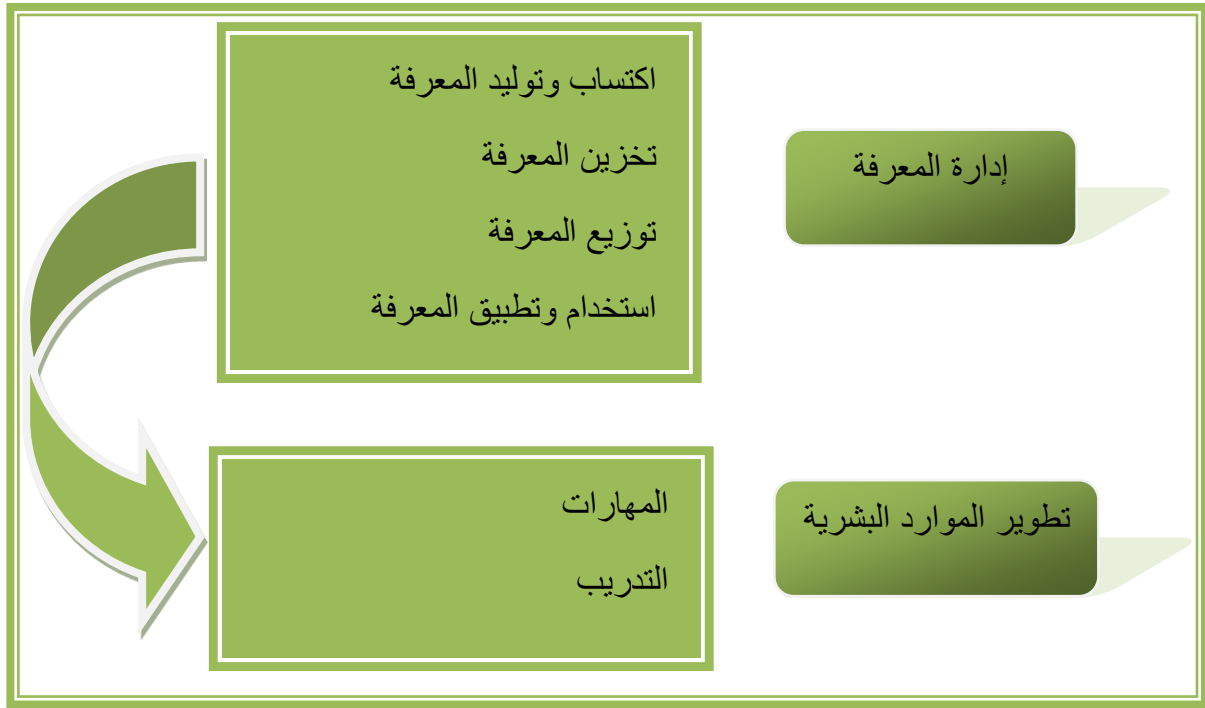 إدارة المعرفة
اكتساب وتوليد المعرفة
تخزين المعرفة
توزيع المعرفة
استخدام وتطبيق المعرفة
تطوير الموارد البشرية
المهارات
التدريب